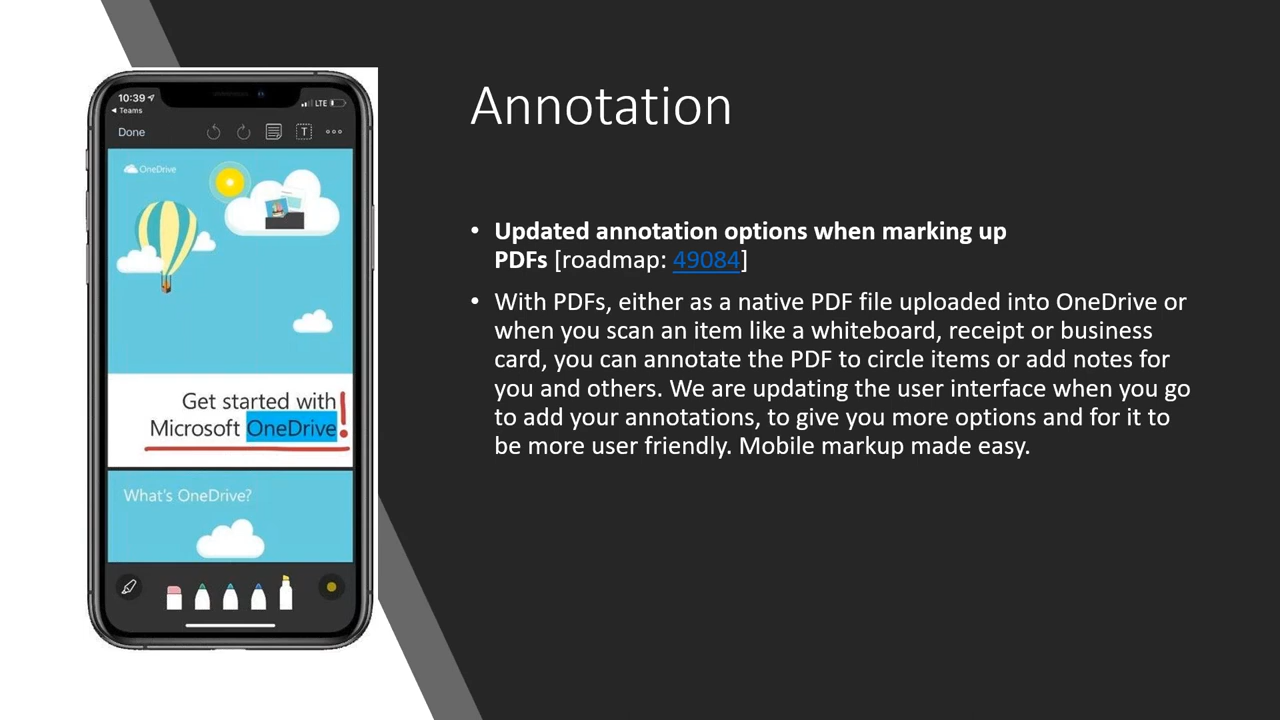 10:39
LTE
Teams
Done
T
OneDrive
Get started with
Microsoft OneDrive!
What's OneDrive?
Annotation
• Updated annotation options when marking up
PDFs [roadmap: 49084]
• With PDFs, either as a native PDF file uploaded into OneDrive or
when you scan an item like a whiteboard, receipt or business
card, you can annotate the PDF to circle items or add notes for
you and others. We are updating the user interface when you go
to add your annotations, to give you more options and for it to
be more user friendly. Mobile markup made easy.